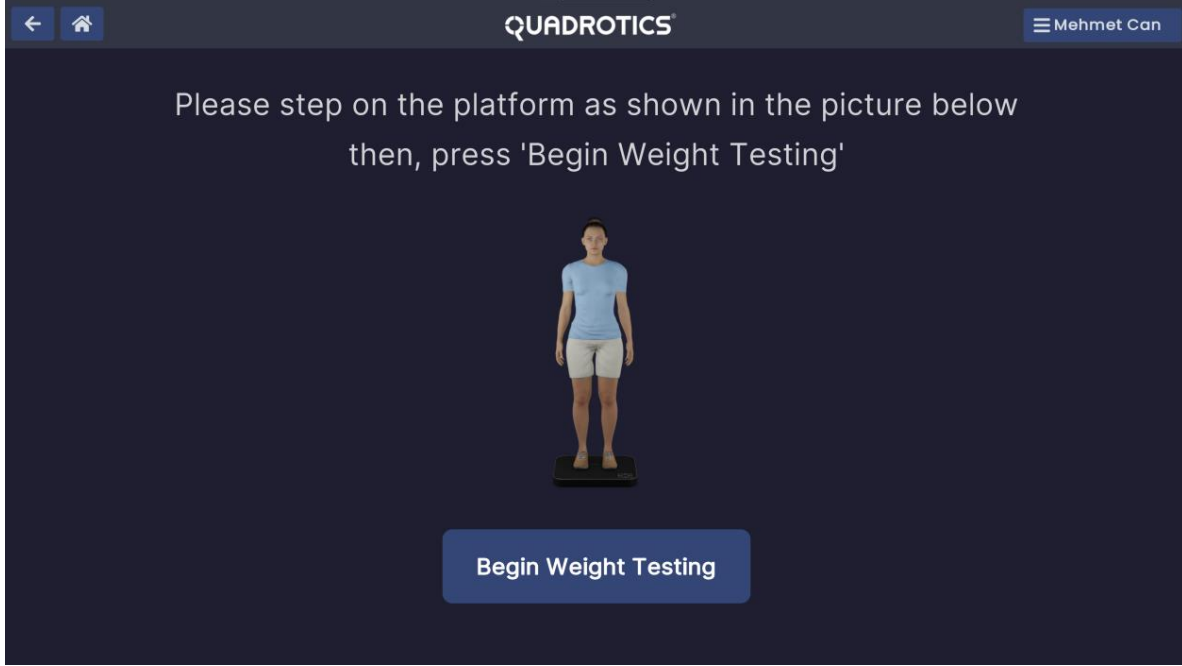 QUADROTICS®
Mehmet Can
Please step on the platform as shown in the picture below
then, press 'Begin Weight Testing'
Begin Weight Testing